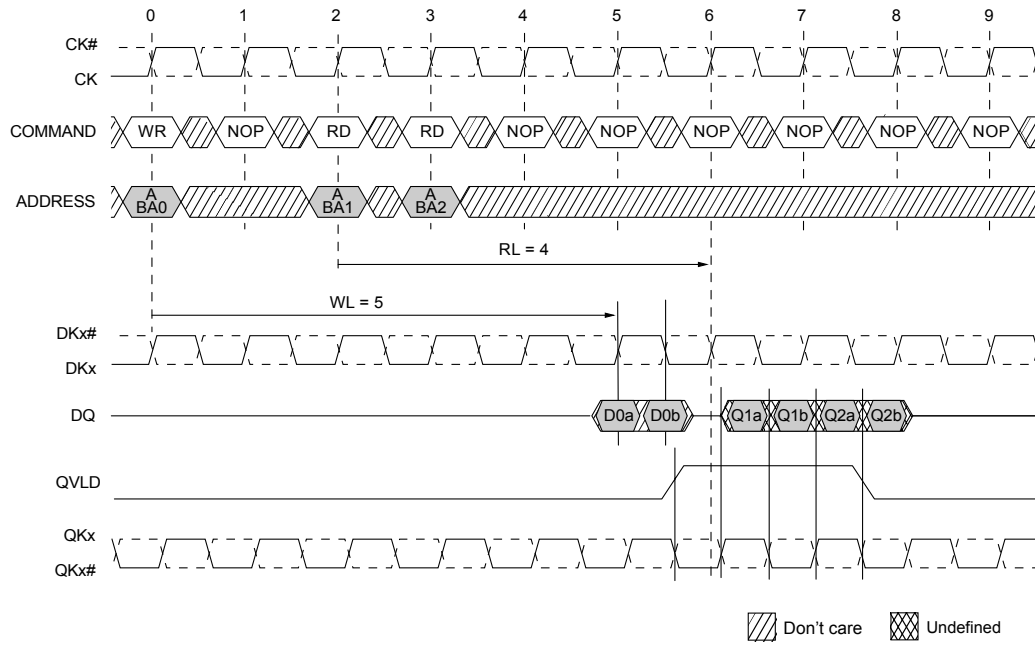 0 1 2 3 4 5 6 7 8 9
CK#
CK
COMMAND WR NOP RD RD NOP NOP NOP NOP NOP NOP
ADDRESS A BA0 A BA1 A BA2
RL = 4
WL = 5
DKx#
DKx
DQ D0a D0b Q1a Q1b Q2a Q2b
QVLD
QKx
QKx#
Don't care Undefined